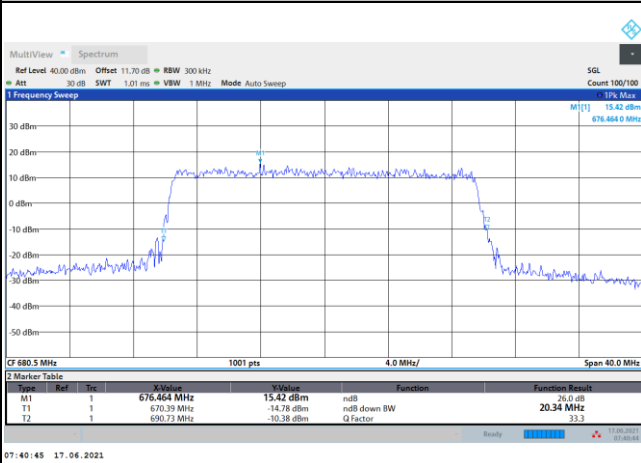 MultiView Spectrum
Ref Level 40.00 dBm Offset 11.70 dB RBW 300 kHz SGL
Att 30 dB SWT 1.01 ms VBW 1 MHz Mode Auto Sweep Count 100/100
1 Frequency Sweep 1Pk Max
M1[1] 15.42 dBm
676.464 0 MHz
30 dBm
20 dBm
M1
10 dBm
0 dBm
-10 dBm
T1 T2
-20 dBm
-30 dBm
-40 dBm
-50 dBm
CF 680.5 MHz 1001 pts 4.0 MHz/ Span 40.0 MHz
2 Marker Table
Type Ref Trc X-Value Y-Value Function Function Result
M1 1 676.464 MHz 15.42 dBm ndB 26.0 dB
T1 1 670.39 MHz -14.78 dBm ndB down BW 20.34 MHz
T2 1 690.73 MHz -10.38 dBm Q Factor 33.3
Ready 17.06.2021
07:40:44
07:40:45 17.06.2021